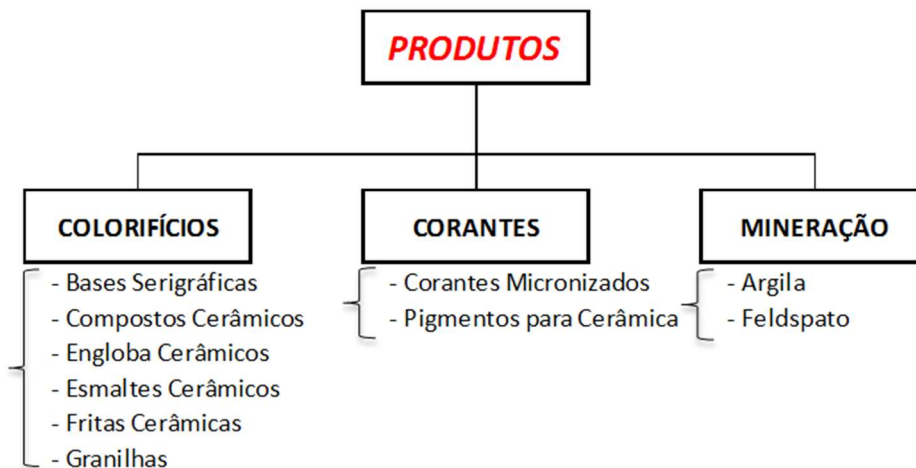 PRODUTOS
COLORIFÍCIOS
- Bases Serigráficas
- Compostos Cerâmicos
- Engloba Cerâmicos
- Esmaltes Cerâmicos
- Fritas Cerâmicas
- Granilhas
CORANTES
- Corantes Micronizados
- Pigmentos para Cerâmica
MINERAÇÃO
- Argila
- Feldspato